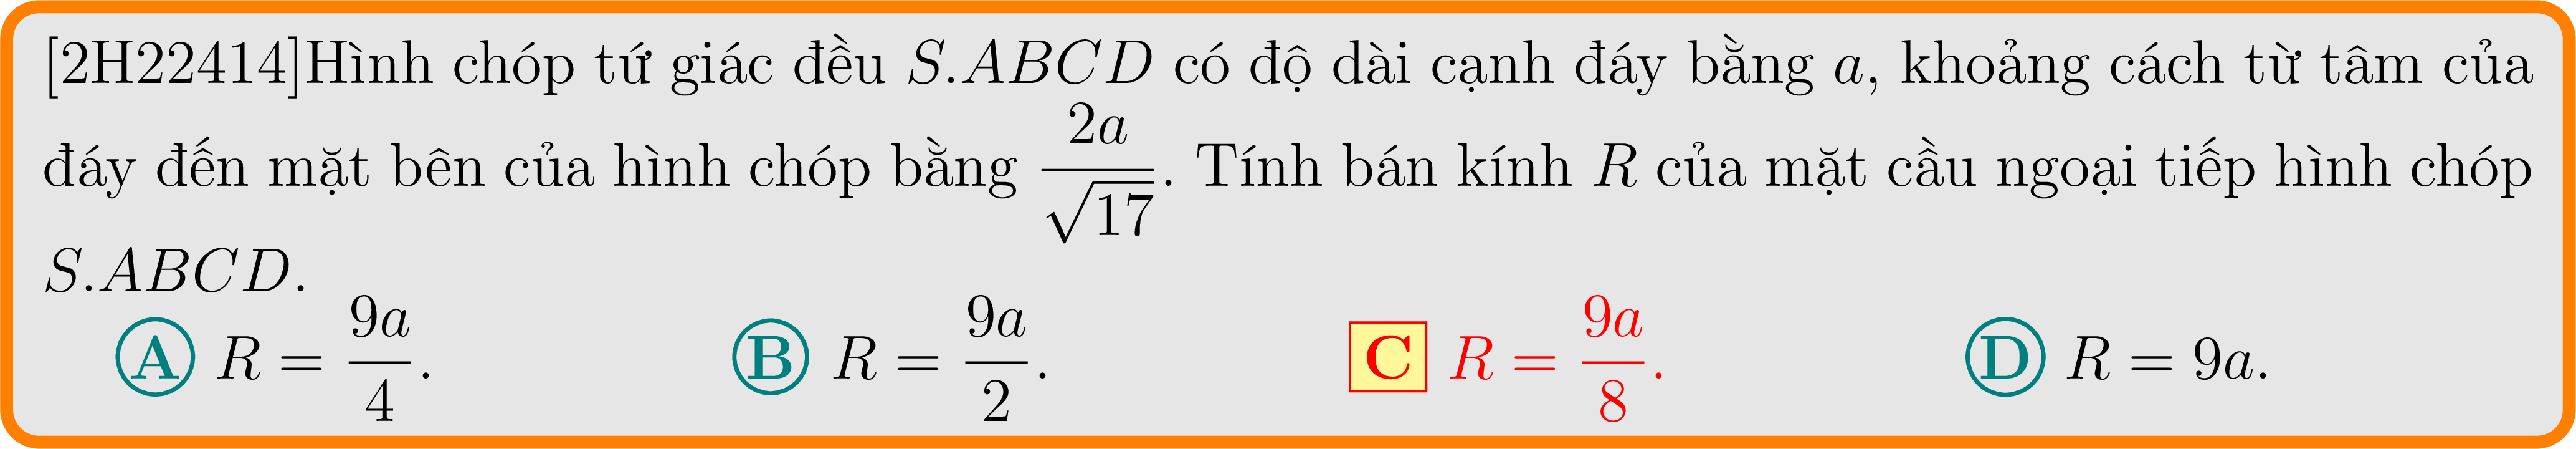 [2H22414]Hình chóp tứ giác đều S.ABCD có độ dài cạnh đáy bằng a, khoảng cách từ tâm của
đáy đến mặt bên của hình chóp bằng \frac{2a}{\sqrt{17}}. Tính bán kính R của mặt cầu ngoại tiếp hình chóp
S.ABCD.
A R = \frac{9a}{4}. B R = \frac{9a}{2}. C R = \frac{9a}{8}. D R = 9a.